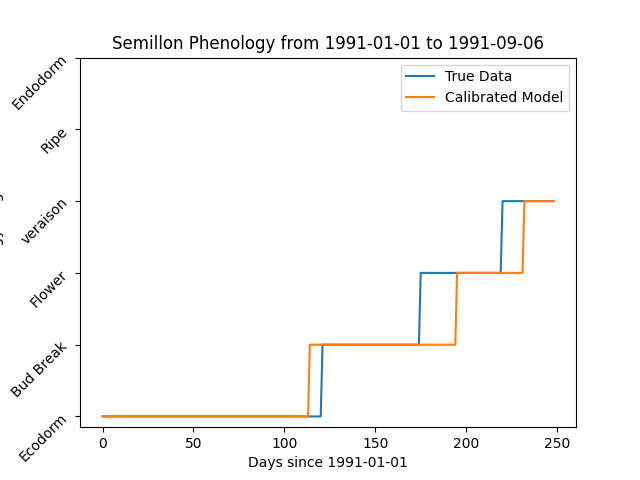 Semillon Phenology from 1991-01-01 to 1991-09-06
True Data
Calibrated Model
Endodorm
Ripe
veraison
Flower
Bud Break
Ecodorm
0 50 100 150 200 250
Days since 1991-01-01